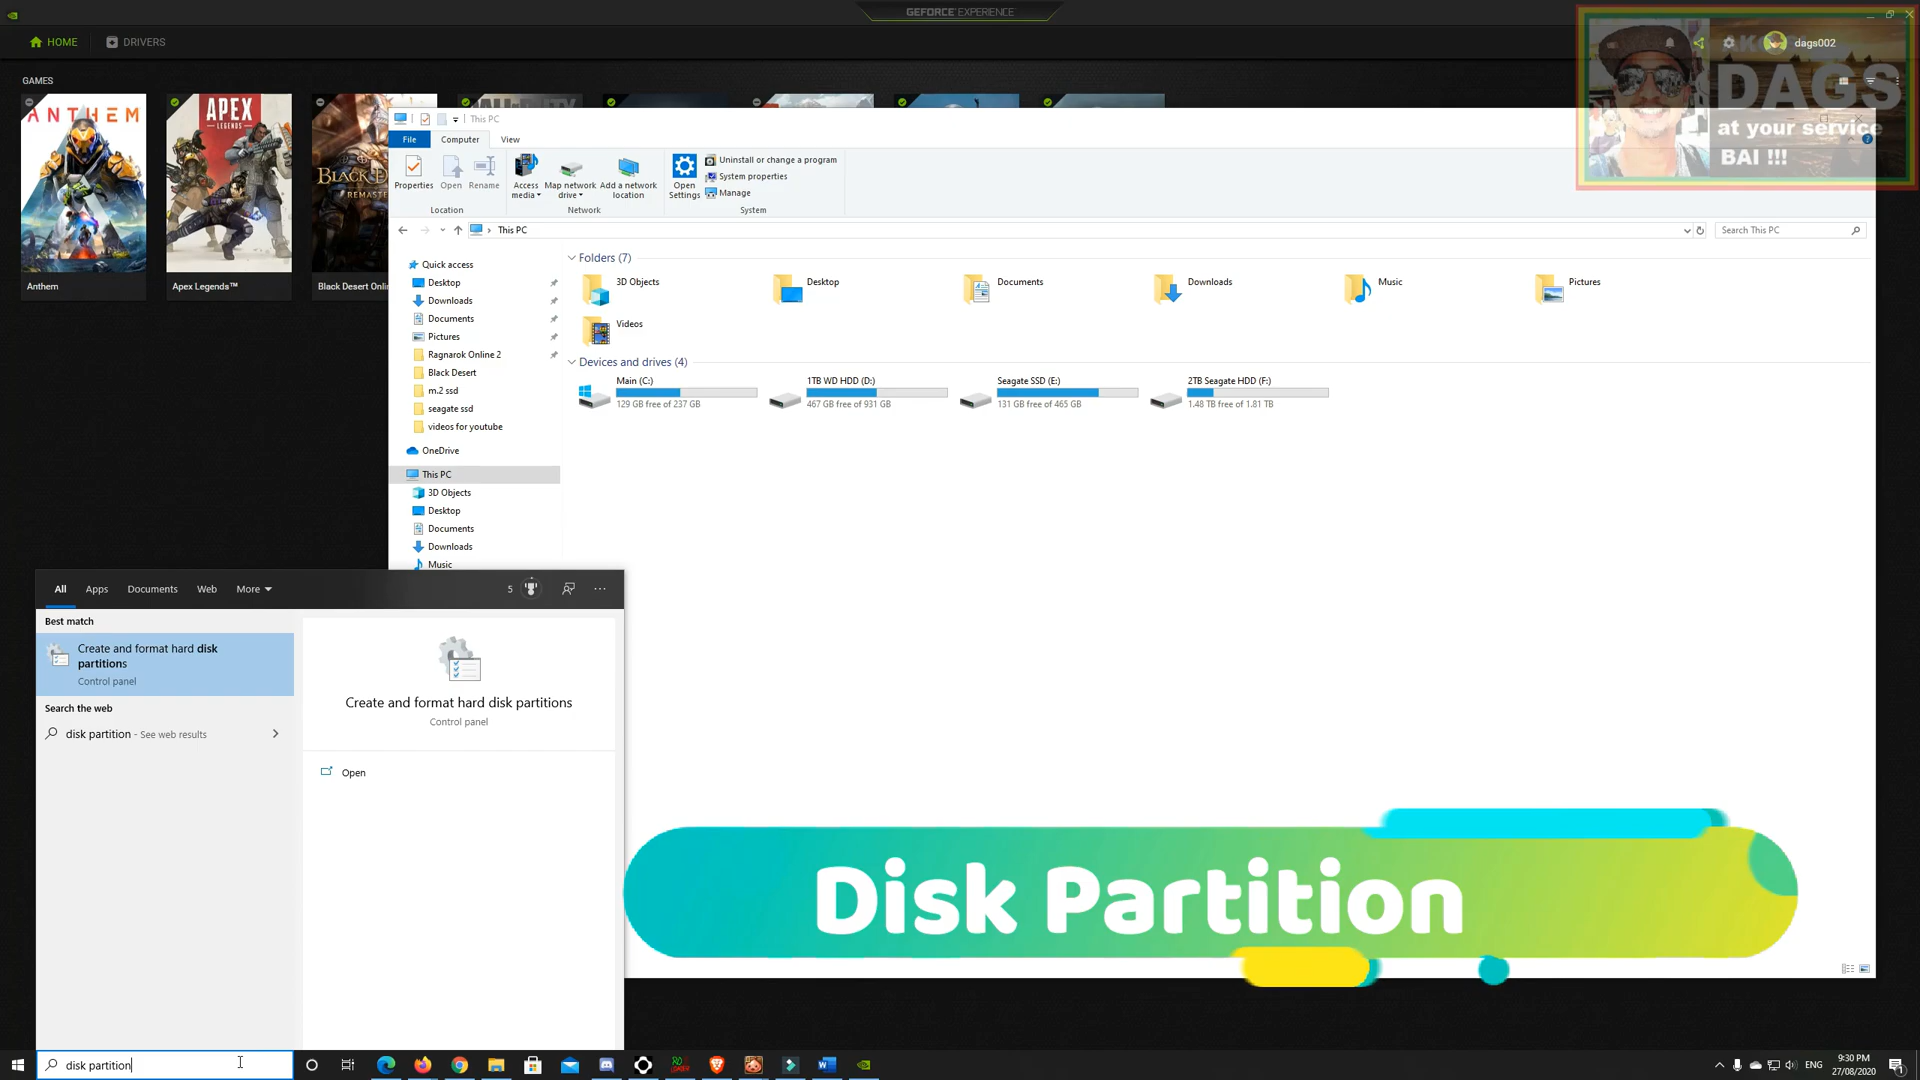 GEFORCE EXPERIENCE
HOME
DRIVERS
dags002
DAGS
at your service
BAI !!!
GAMES
ANTHEM
APEX
LEGENDS
BLACK DE
REMASTE
Anthem
Apex Legends™
Black Desert Onli
This PC
File
Computer
View
Properties
Open
Rename
Access media
Map network drive
Add a network location
Open Settings
Uninstall or change a program
System properties
Manage
Location
Network
System
This PC
Search This PC
Quick access
Desktop
Downloads
Documents
Pictures
Ragnarok Online 2
Black Desert
m.2 ssd
seagate ssd
videos for youtube
OneDrive
This PC
3D Objects
Desktop
Documents
Downloads
Music
Folders (7)
3D Objects
Desktop
Documents
Downloads
Music
Pictures
Videos
Devices and drives (4)
Main (C:)
129 GB free of 237 GB
1TB WD HDD (D:)
467 GB free of 931 GB
Seagate SSD (E:)
131 GB free of 465 GB
2TB Seagate HDD (F:)
1.48 TB free of 1.81 TB
All
Apps
Documents
Web
More
5
Best match
Create and format hard disk
partitions
Control panel
Search the web
disk partition - See web results
Create and format hard disk partitions
Control panel
Open
Disk Partition
disk partition
ENG
9:30 PM
27/08/2020